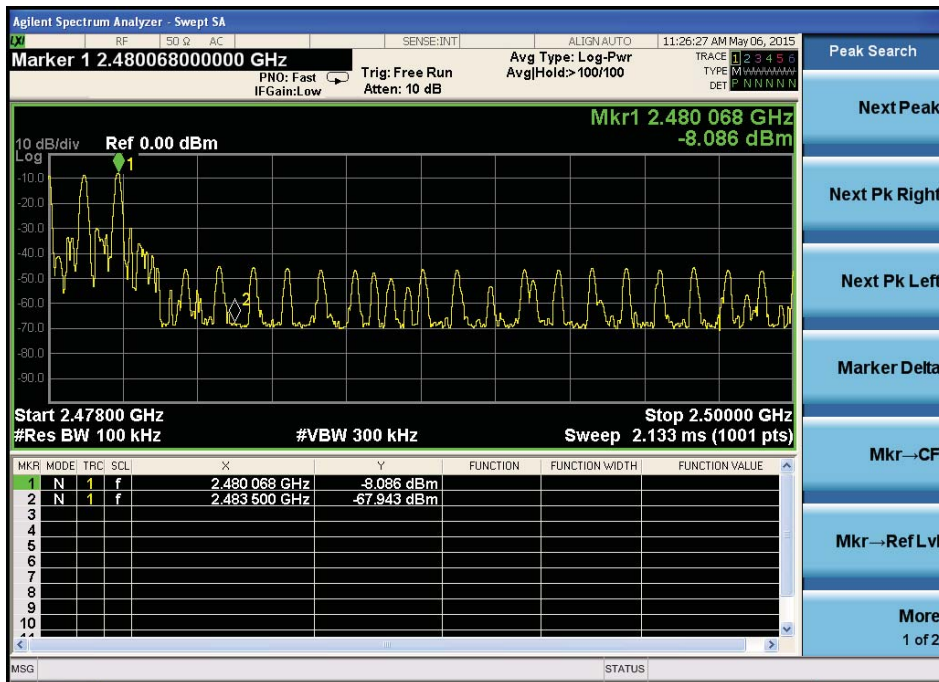 Agilent Spectrum Analyzer - Swept SA
LXI RF 50 Ω AC SENSE:INT ALIGN AUTO 11:26:27 AM May 06, 2015
Marker 1 2.480068000000 GHz
PNO: Fast
IFGain:Low
Trig: Free Run
Atten: 10 dB
Avg Type: Log-Pwr
Avg|Hold:>100/100
TRACE 1 2 3 4 5 6
TYPE M WWWWW
DET P N N N N N
Mkr1 2.480 068 GHz
-8.086 dBm
10 dB/div Ref 0.00 dBm
Log
1
-10.0
-20.0
-30.0
-40.0
-50.0
2
-60.0
-70.0
-80.0
-90.0
Start 2.47800 GHz Stop 2.50000 GHz
#Res BW 100 kHz #VBW 300 kHz Sweep 2.133 ms (1001 pts)
MKR MODE TRC SCL X Y FUNCTION FUNCTION WIDTH FUNCTION VALUE
1 N 1 f 2.480 068 GHz -8.086 dBm
2 N 1 f 2.483 500 GHz -67.943 dBm
3
4
5
6
7
8
9
10
11
MSG STATUS
Peak Search
Next Peak
Next Pk Right
Next Pk Left
Marker Delta
Mkr→CF
Mkr→Ref Lvl
More
1 of 2